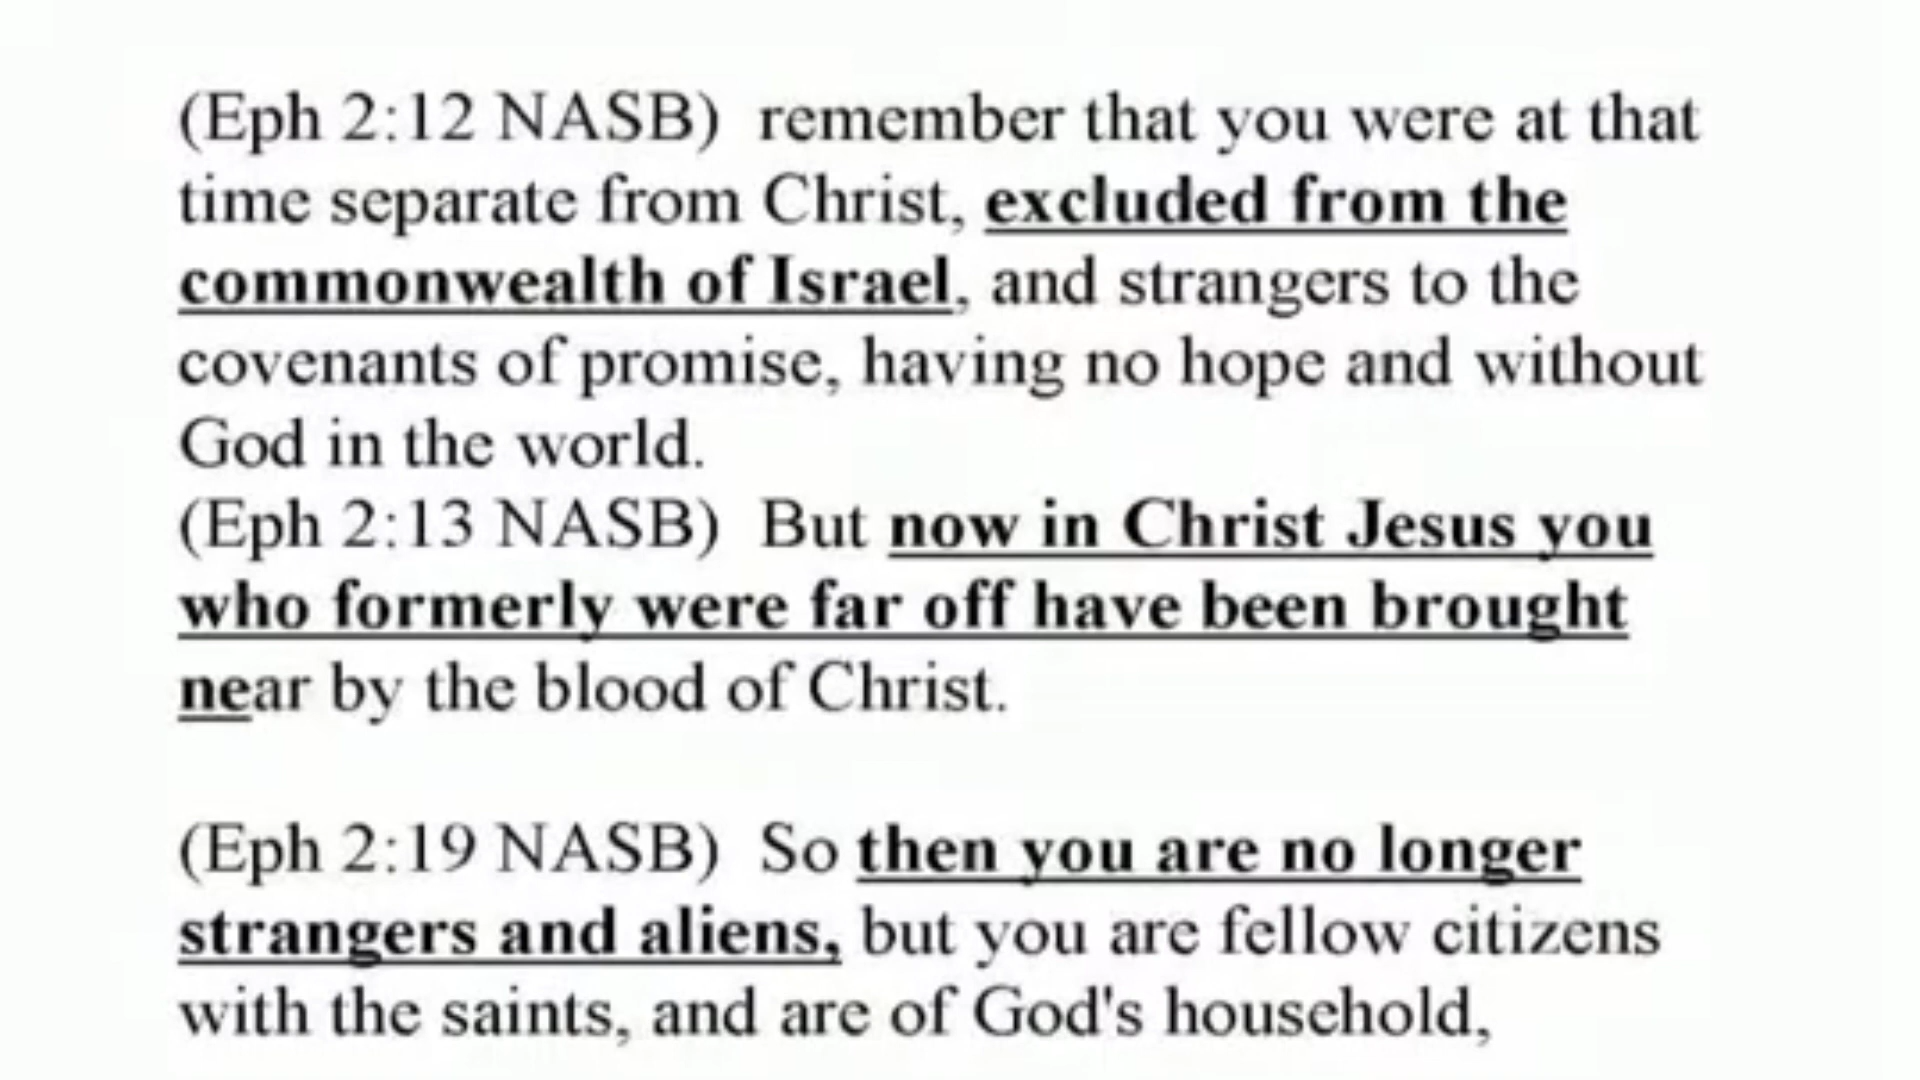 (Eph 2:12 NASB)  remember that you were at that
time separate from Christ, excluded from the
commonwealth of Israel, and strangers to the
covenants of promise, having no hope and without
God in the world.
(Eph 2:13 NASB)  But now in Christ Jesus you
who formerly were far off have been brought
near by the blood of Christ.
(Eph 2:19 NASB)  So then you are no longer
strangers and aliens, but you are fellow citizens
with the saints, and are of God's household,